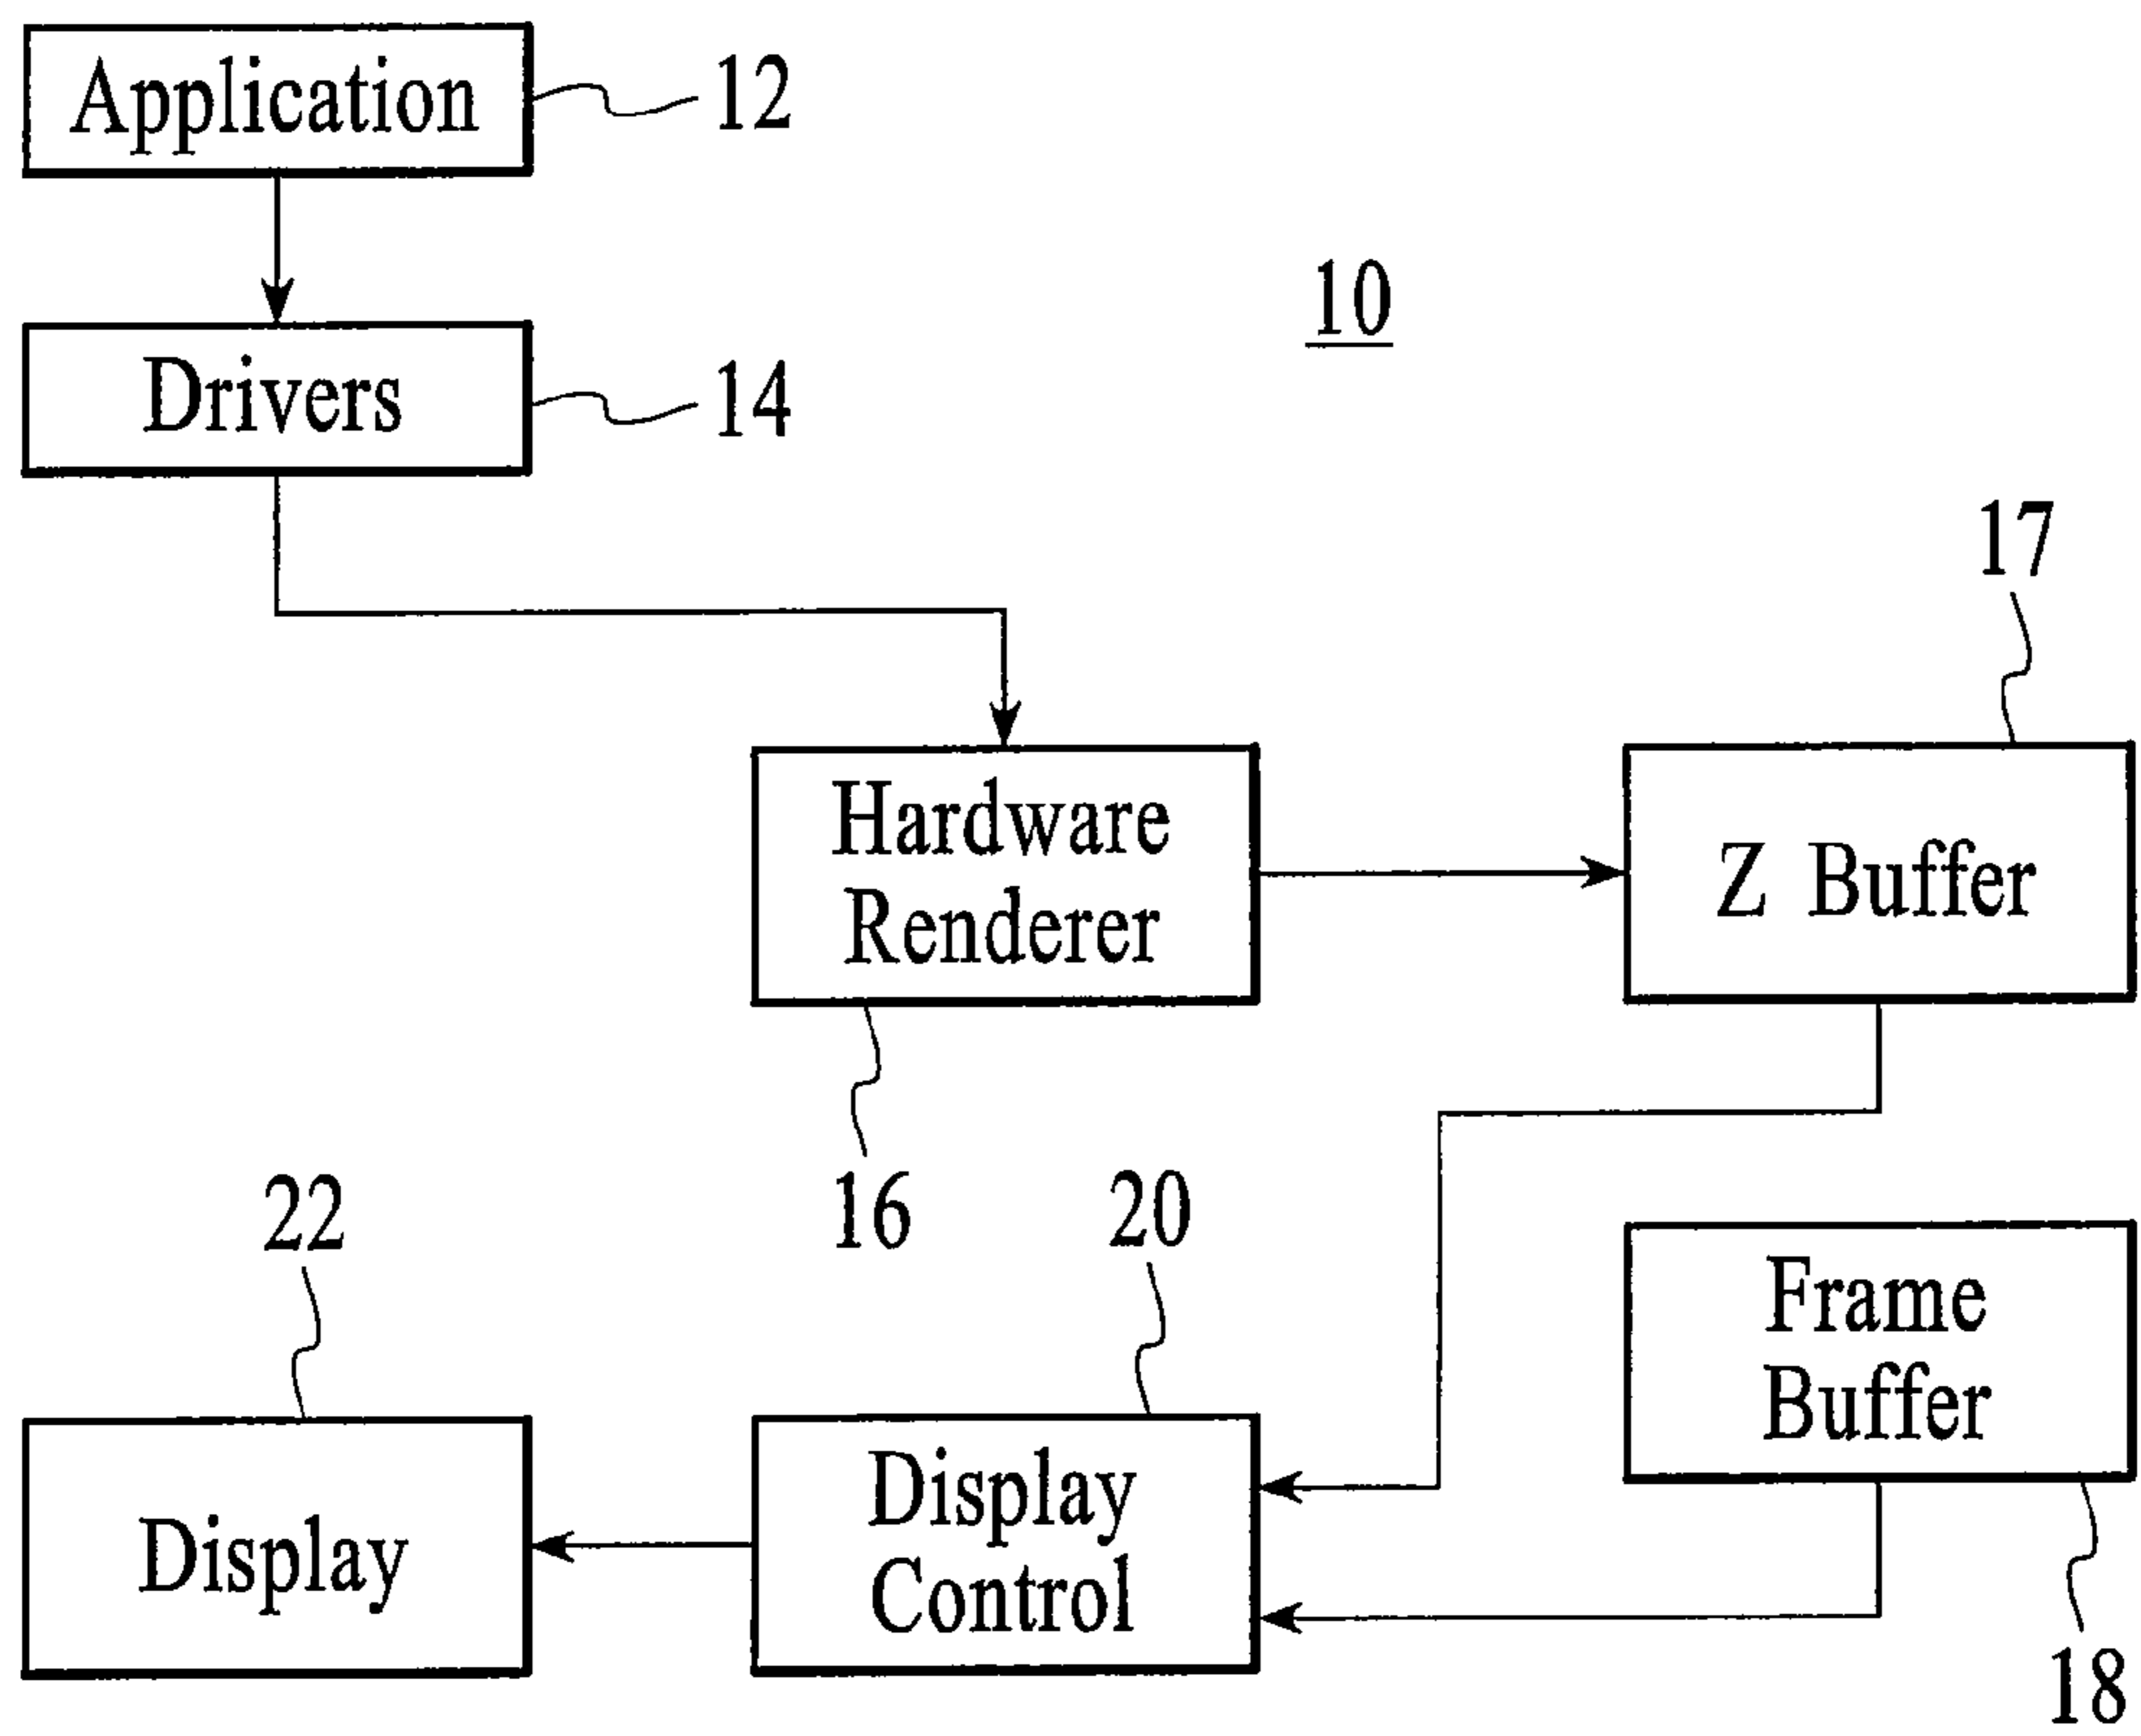 Application
12
10
Drivers
14
17
Hardware
Renderer
Z Buffer
16
20
22
Frame
Buffer
Display
Control
Display
18